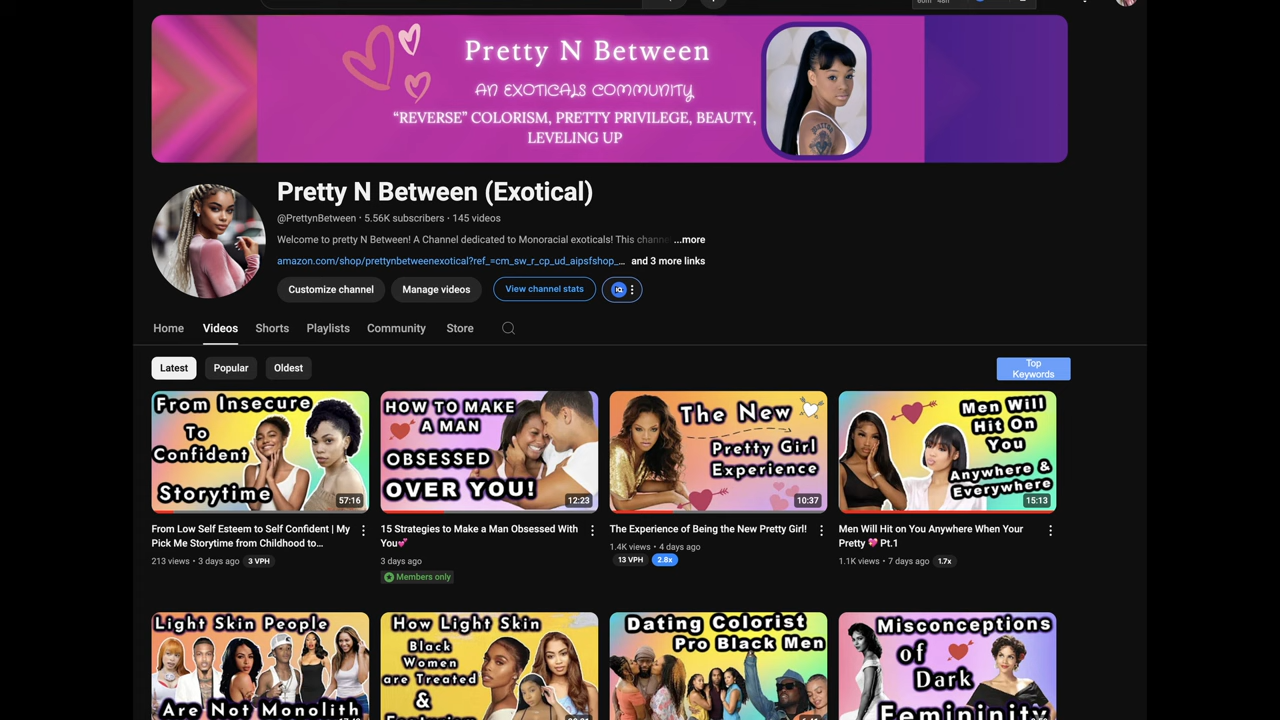 Pretty N Between
AN EXOTICALS COMMUNITY
“REVERSE” COLORISM, PRETTY PRIVILEGE, BEAUTY,
LEVELING UP
Pretty N Between (Exotical)
@PrettynBetween · 5.56K subscribers · 145 videos
Welcome to pretty N Between! A Channel dedicated to Monoracial exoticals! This channe ...more
amazon.com/shop/prettynbetweenexotical?ref_=cm_sw_r_cp_ud_aipsfshop_... and 3 more links
Customize channel
Manage videos
View channel stats
Home
Videos
Shorts
Playlists
Community
Store
Latest
Popular
Oldest
Top
Keywords
From Insecure
To
Confident
Storytime
57:16
From Low Self Esteem to Self Confident | My
Pick Me Storytime from Childhood to...
213 views · 3 days ago 3 VPH
HOW TO MAKE
A MAN
OBSESSED
OVER YOU!
12:23
15 Strategies to Make a Man Obsessed With
You💕
3 days ago
Members only
The New
Pretty Girl
Experience
10:37
The Experience of Being the New Pretty Girl!
1.4K views · 4 days ago
13 VPH 2.8x
Men Will
Hit On
You
Anywhere &
Everywhere
15:13
Men Will Hit on You Anywhere When Your
Pretty 💖 Pt.1
1.1K views · 7 days ago 1.7x
Light Skin People
Are Not Monolith
How Light Skin
Black
Women
are Treated
&
Dating Colorist
Pro Black Men
Misconceptions
of
Dark
Femininity